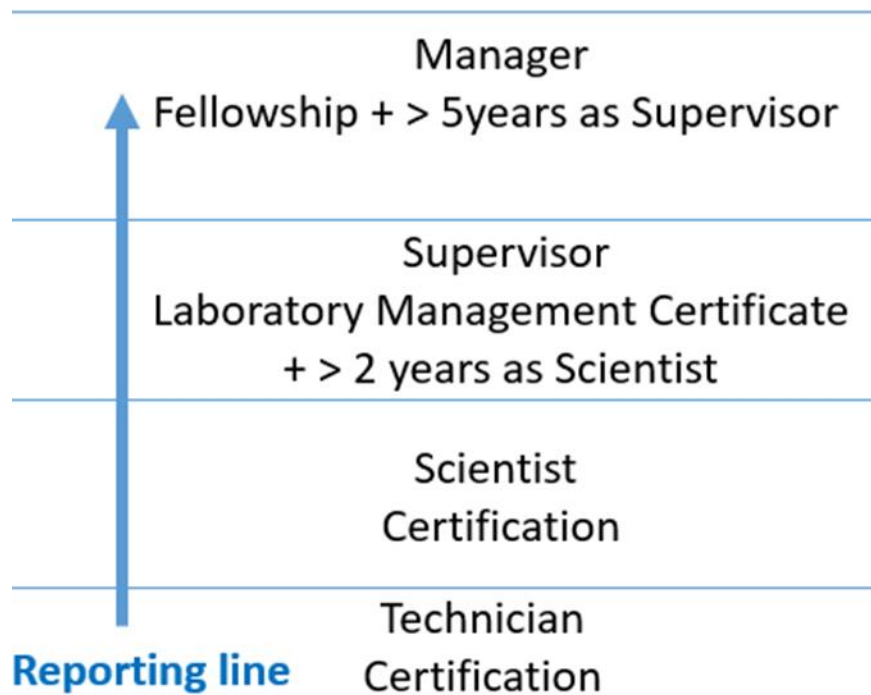 Manager
Fellowship + > 5years as Supervisor
Supervisor
Laboratory Management Certificate
+ > 2 years as Scientist
Scientist
Certification
Technician
Certification
Reporting line